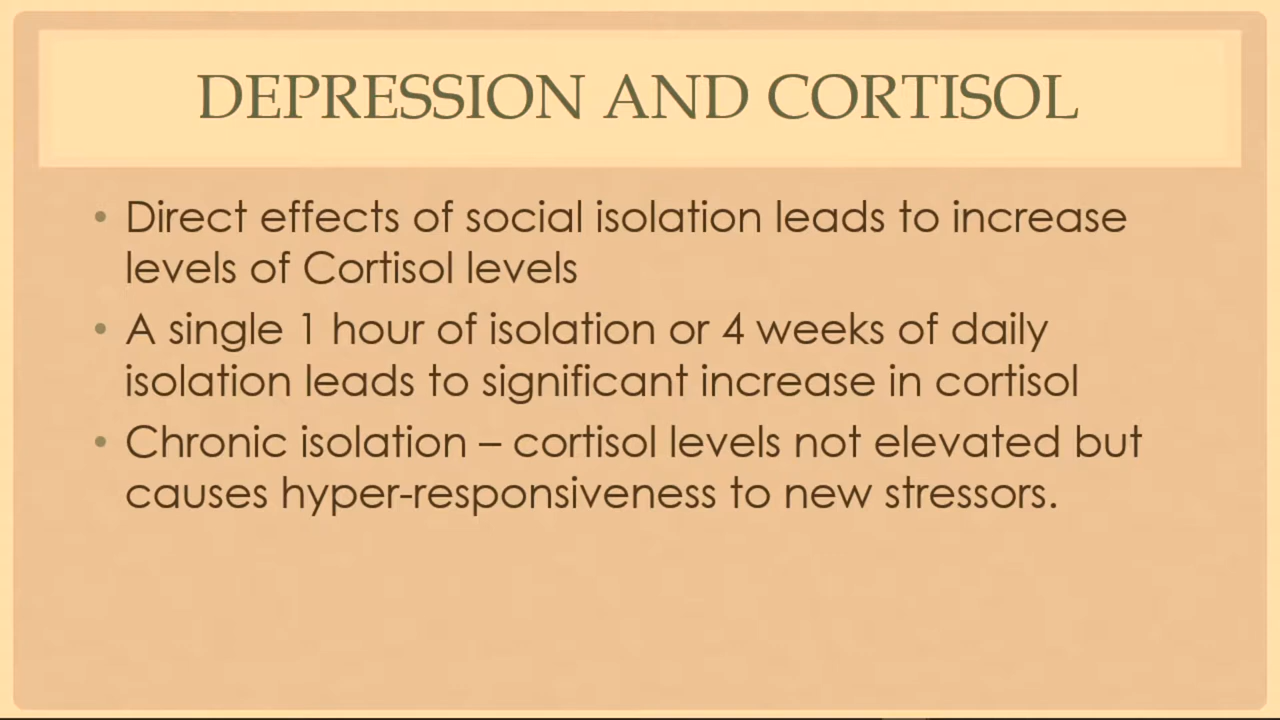 DEPRESSION AND CORTISOL
• Direct effects of social isolation leads to increase
levels of Cortisol levels
• A single 1 hour of isolation or 4 weeks of daily
isolation leads to significant increase in cortisol
• Chronic isolation – cortisol levels not elevated but
causes hyper-responsiveness to new stressors.